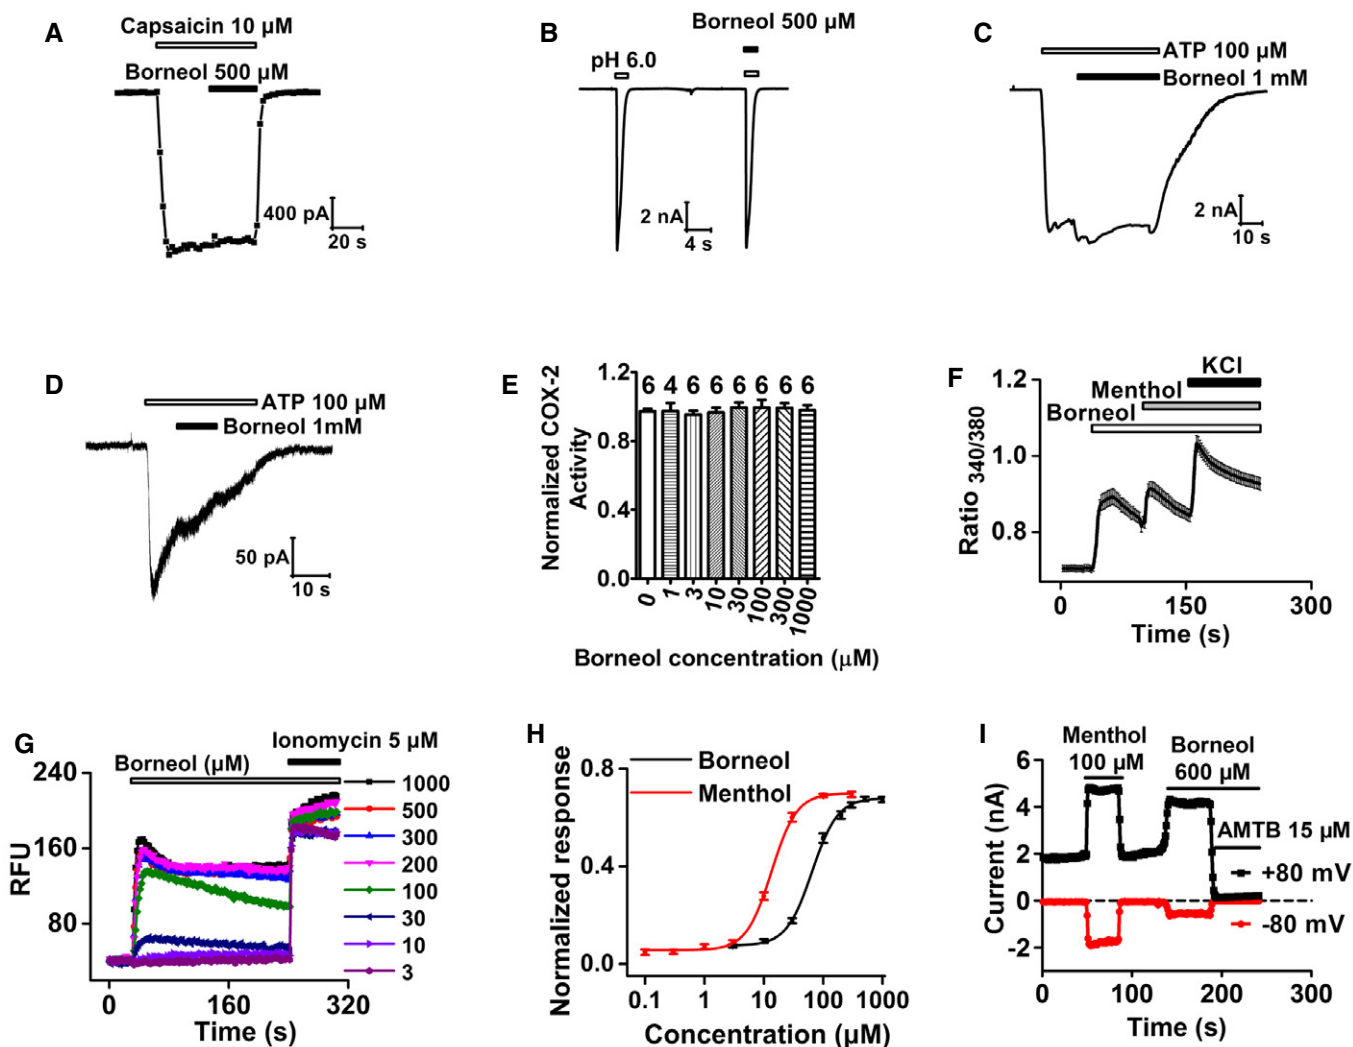 A
Capsaicin 10 μM
Borneol 500 μM
400 pA
20 s
B
Borneol 500 μM
pH 6.0
2 nA
4 s
C
ATP 100 μM
Borneol 1 mM
2 nA
10 s
D
ATP 100 μM
Borneol 1mM
50 pA
10 s
E
Normalized COX-2
Activity
1.2
0.8
0.4
0.0
6 4 6 6 6 6 6 6
0 1 3 10 30 100 300 1000
Borneol concentration (μM)
F
KCl
Menthol
Borneol
Ratio 340/380
1.2
1.0
0.8
0 150 300
Time (s)
G
Ionomycin 5 μM
Borneol (μM)
RFU
240
160
80
1000
500
300
200
100
30
10
3
0 160 320
Time (s)
H
Borneol
Menthol
Normalized response
0.8
0.4
0.0
0.1 1 10 100 1000
Concentration (μM)
I
Menthol
100 μM
Borneol
600 μM
AMTB 15 μM
+80 mV
-80 mV
Current (nA)
6
4
2
0
-2
0 100 200 300
Time (s)